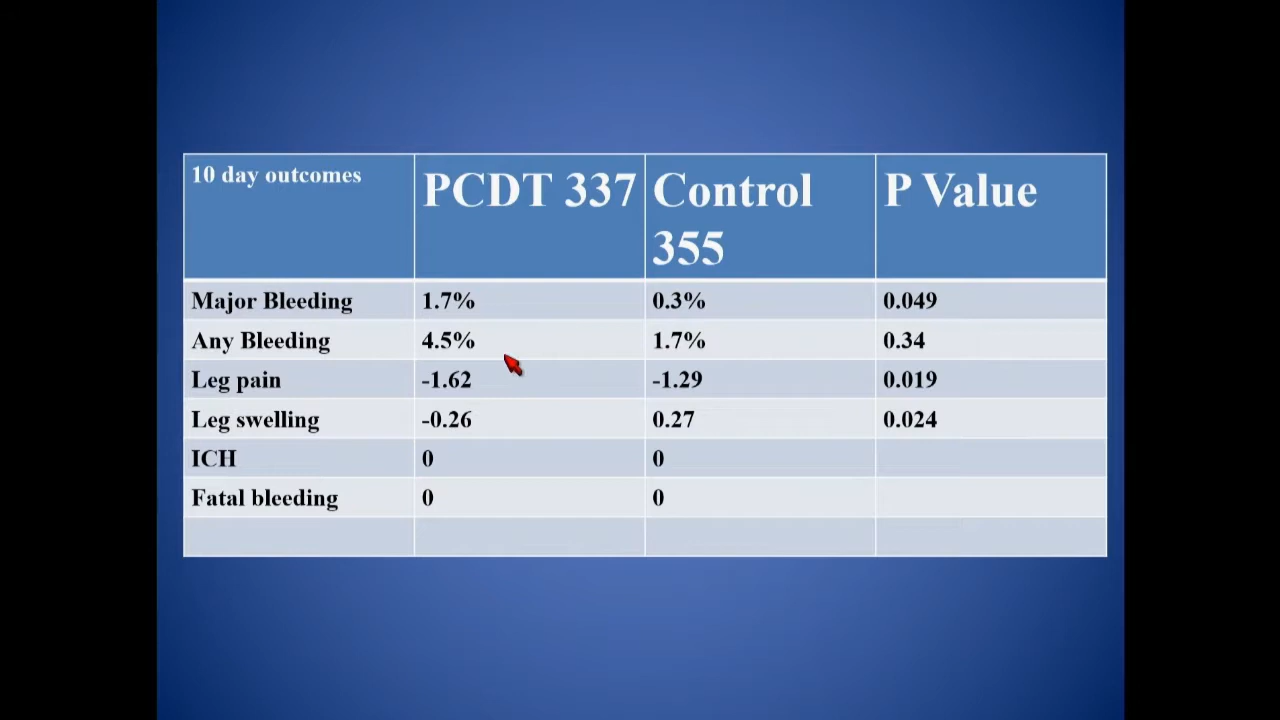 10 day outcomes PCDT 337 Control 355 P Value
Major Bleeding 1.7% 0.3% 0.049
Any Bleeding 4.5% 1.7% 0.34
Leg pain -1.62 -1.29 0.019
Leg swelling -0.26 0.27 0.024
ICH 0 0
Fatal bleeding 0 0